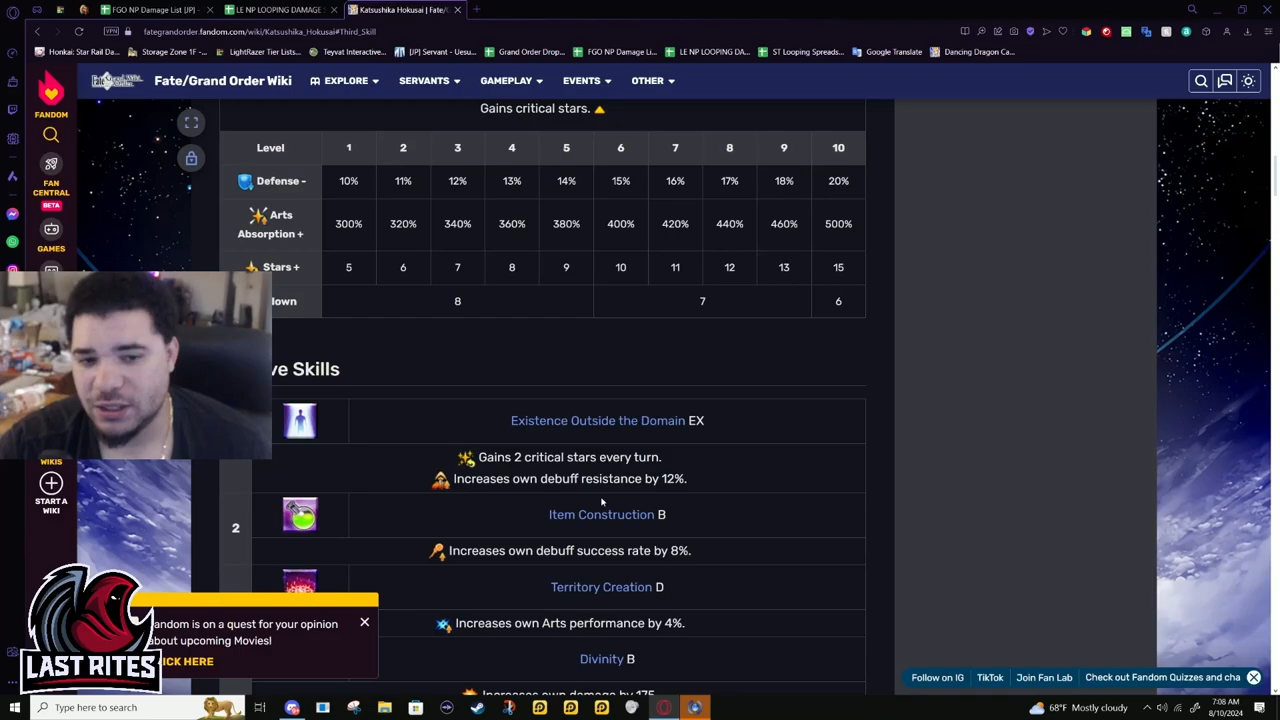 FGO NP Damage List [JP] -
LE NP LOOPING DAMAGE
Katsushika Hokusai | Fate/
VPN
fategrandorder.fandom.com/wiki/Katsushika_Hokusai#Third_Skill
Honkai: Star Rail Da...
Storage Zone 1F -...
LightRazer Tier Lists...
Teyvat Interactive...
[JP] Servant - Uesu...
Grand Order Drop...
FGO NP Damage Li...
LE NP LOOPING DA...
ST Looping Spreads...
Google Translate
Dancing Dragon Ca...
FANDOM
Fate/Grand Order Wiki
EXPLORE
SERVANTS
GAMEPLAY
EVENTS
OTHER
FAN CENTRAL
BETA
GAMES
WIKIS
START A WIKI
Gains critical stars.
Level 1 2 3 4 5 6 7 8 9 10
Defense - 10% 11% 12% 13% 14% 15% 16% 17% 18% 20%
Arts Absorption + 300% 320% 340% 360% 380% 400% 420% 440% 460% 500%
Stars + 5 6 7 8 9 10 11 12 13 15
down 8 7 6
ve Skills
Existence Outside the Domain EX
Gains 2 critical stars every turn.
Increases own debuff resistance by 12%.
2
Item Construction B
Increases own debuff success rate by 8%.
Territory Creation D
Increases own Arts performance by 4%.
Divinity B
Increases own damage by 175
andom is on a quest for your opinion
about upcoming Movies!
ICK HERE
LAST RITES
Follow on IG
TikTok
Join Fan Lab
Check out Fandom Quizzes and cha
Type here to search
68°F Mostly cloudy
7:08 AM
8/10/2024